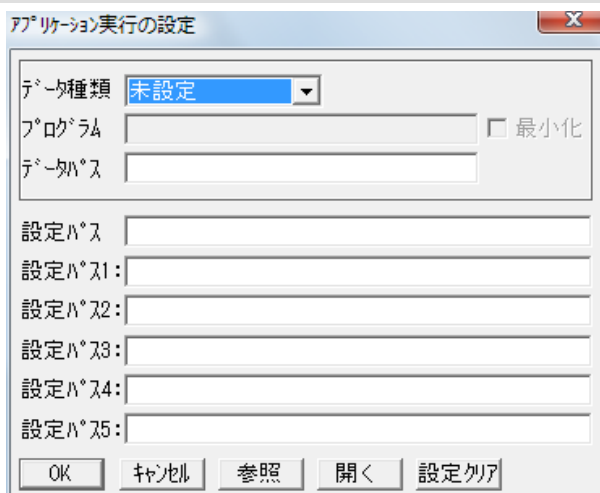 ｱﾌﾟﾘｹｰｼｮﾝ実行の設定
ﾃﾞｰﾀ種類 未設定
ﾌﾟﾛｸﾞﾗﾑ 最小化
ﾃﾞｰﾀﾊﾟｽ
設定ﾊﾟｽ
設定ﾊﾟｽ1:
設定ﾊﾟｽ2:
設定ﾊﾟｽ3:
設定ﾊﾟｽ4:
設定ﾊﾟｽ5:
OK ｷｬﾝｾﾙ 参照 開く 設定ｸﾘｱ